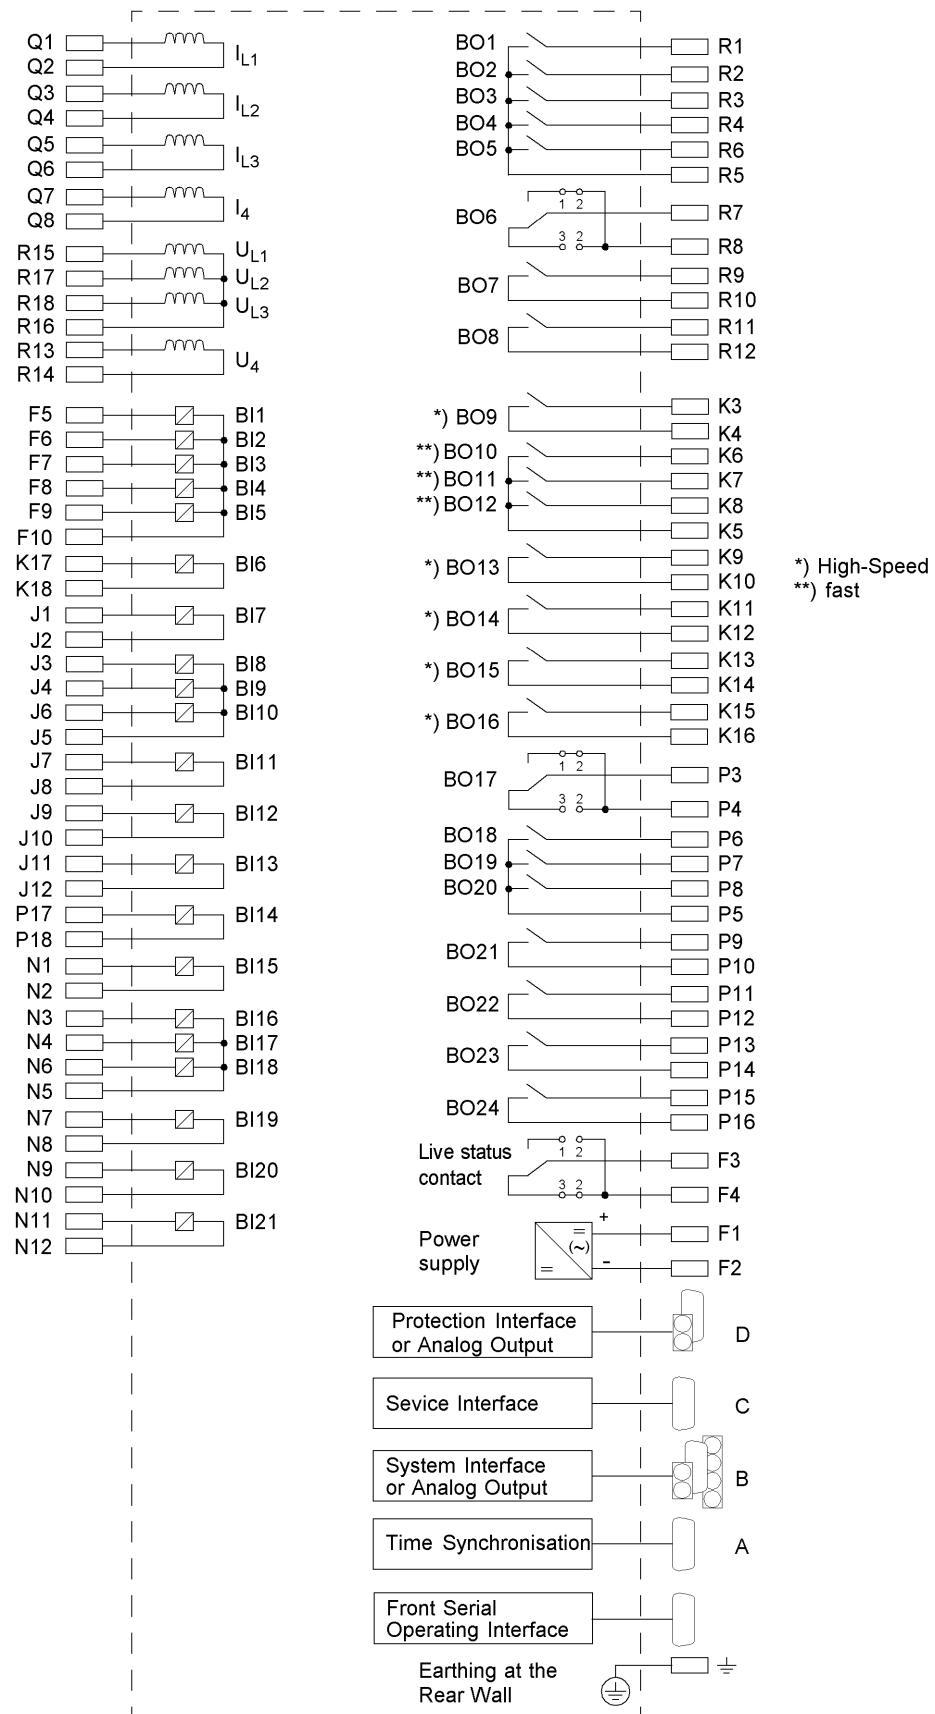 Q1
Q2
IL1
Q3
Q4
IL2
Q5
Q6
IL3
Q7
Q8
I4
R15 UL1
R17 UL2
R18 UL3
R16
R13
R14
U4
F5 BI1
F6 BI2
F7 BI3
F8 BI4
F9 BI5
F10
K17 BI6
K18
J1 BI7
J2
J3 BI8
J4 BI9
J6 BI10
J5
J7 BI11
J8
J9 BI12
J10
J11 BI13
J12
P17 BI14
P18
N1 BI15
N2
N3 BI16
N4 BI17
N6 BI18
N5
N7 BI19
N8
N9 BI20
N10
N11 BI21
N12
BO1 R1
BO2 R2
BO3 R3
BO4 R4
BO5 R6
R5
BO6
1 2
3 2
R7
R8
BO7
R9
R10
BO8
R11
R12
*) BO9
K3
K4
**) BO10 K6
**) BO11 K7
**) BO12 K8
K5
*) BO13
K9
K10
*) BO14
K11
K12
*) BO15
K13
K14
*) BO16
K15
K16
BO17
1 2
3 2
P3
P4
BO18 P6
BO19 P7
BO20 P8
P5
BO21
P9
P10
BO22
P11
P12
BO23
P13
P14
BO24
P15
P16
Live status
contact
1 2
3 2
F3
F4
Power
supply
=
(~)
=
+
-
F1
F2
Protection Interface
or Analog Output
D
Sevice Interface
C
System Interface
or Analog Output
B
Time Synchronisation
A
Front Serial
Operating Interface
Earthing at the
Rear Wall
*) High-Speed
**) fast